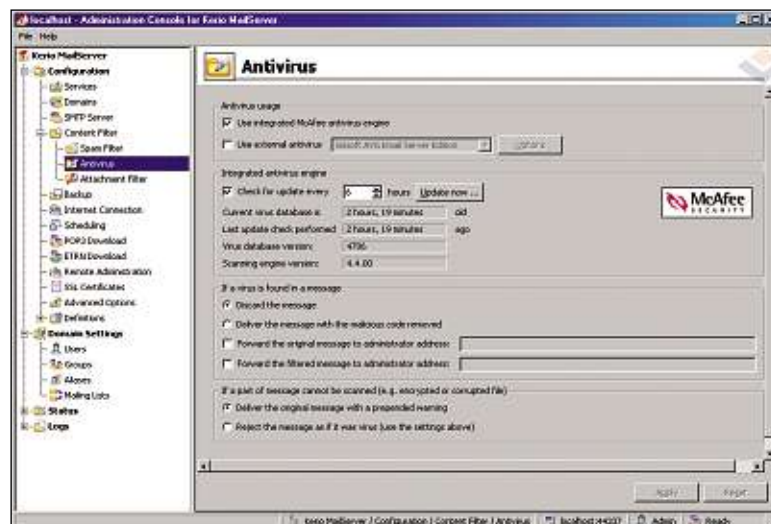 localhost - Administration Console for Kerio MailServer
File Help
Kerio MailServer
Configuration
Services
Domains
SMTP Server
Content Filter
Spam Filter
Antivirus
Attachment Filter
Backup
Internet Connection
Scheduling
POP3 Download
ETRN Download
Remote Administration
SSL Certificates
Advanced Options
Definitions
Domain Settings
Users
Groups
Aliases
Mailing Lists
Status
Logs
Antivirus
Antivirus usage
Use integrated McAfee antivirus engine
Use external antivirus
Email Server Edition
Options
Integrated antivirus engine
Check for update every 6 hours Update now ...
Current virus database is: 2 hours, 19 minutes old
Last update check performed 2 hours, 19 minutes ago
Virus database version: 4706
Scanning engine version: 4.4.00
McAfee
SECURITY
If a virus is found in a message
Discard the message
Deliver the message with the malicious code removed
Forward the original message to administrator address:
Forward the filtered message to administrator address:
If a part of message cannot be scanned (e.g. encrypted or corrupted file)
Deliver the original message with a prepended warning
Reject the message as if it was virus (use the settings above)
Apply
Reset
Kerio MailServer / Configuration / Content Filter / Antivirus
localhost:44337
Admin
Ready